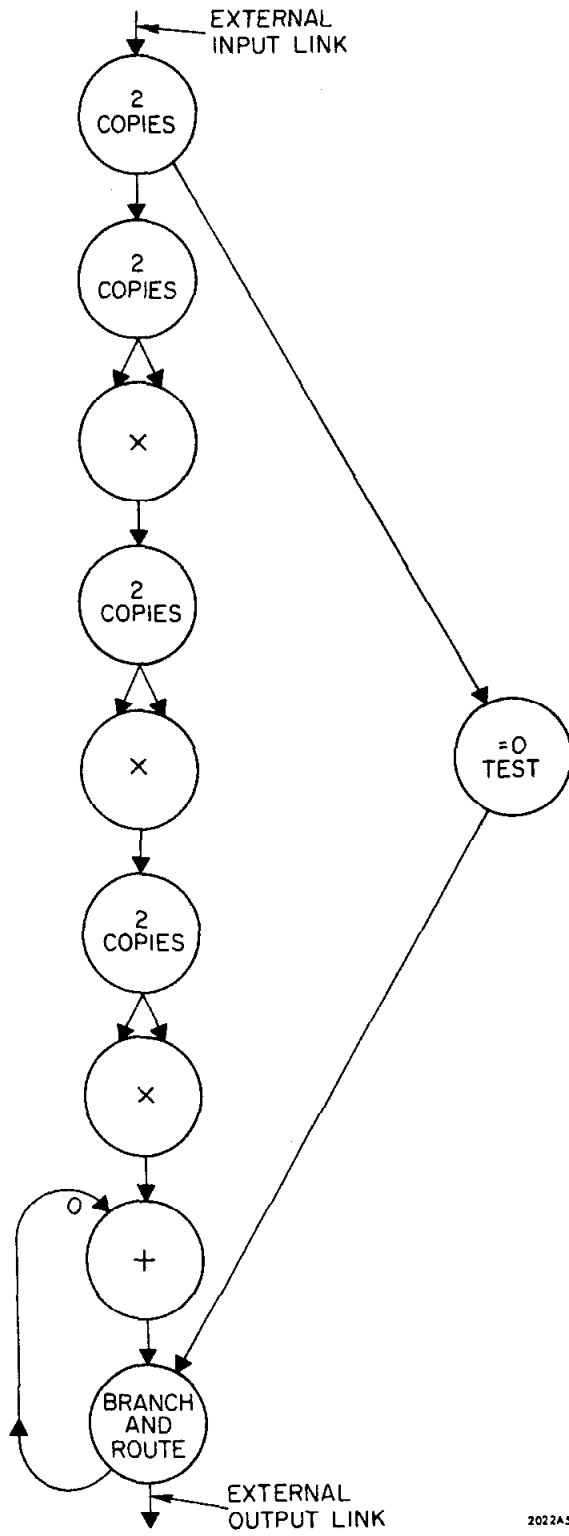 EXTERNAL
INPUT LINK
2
COPIES
2
COPIES
×
2
COPIES
×
=0
TEST
2
COPIES
×
0
+
BRANCH
AND
ROUTE
EXTERNAL
OUTPUT LINK
2022A5